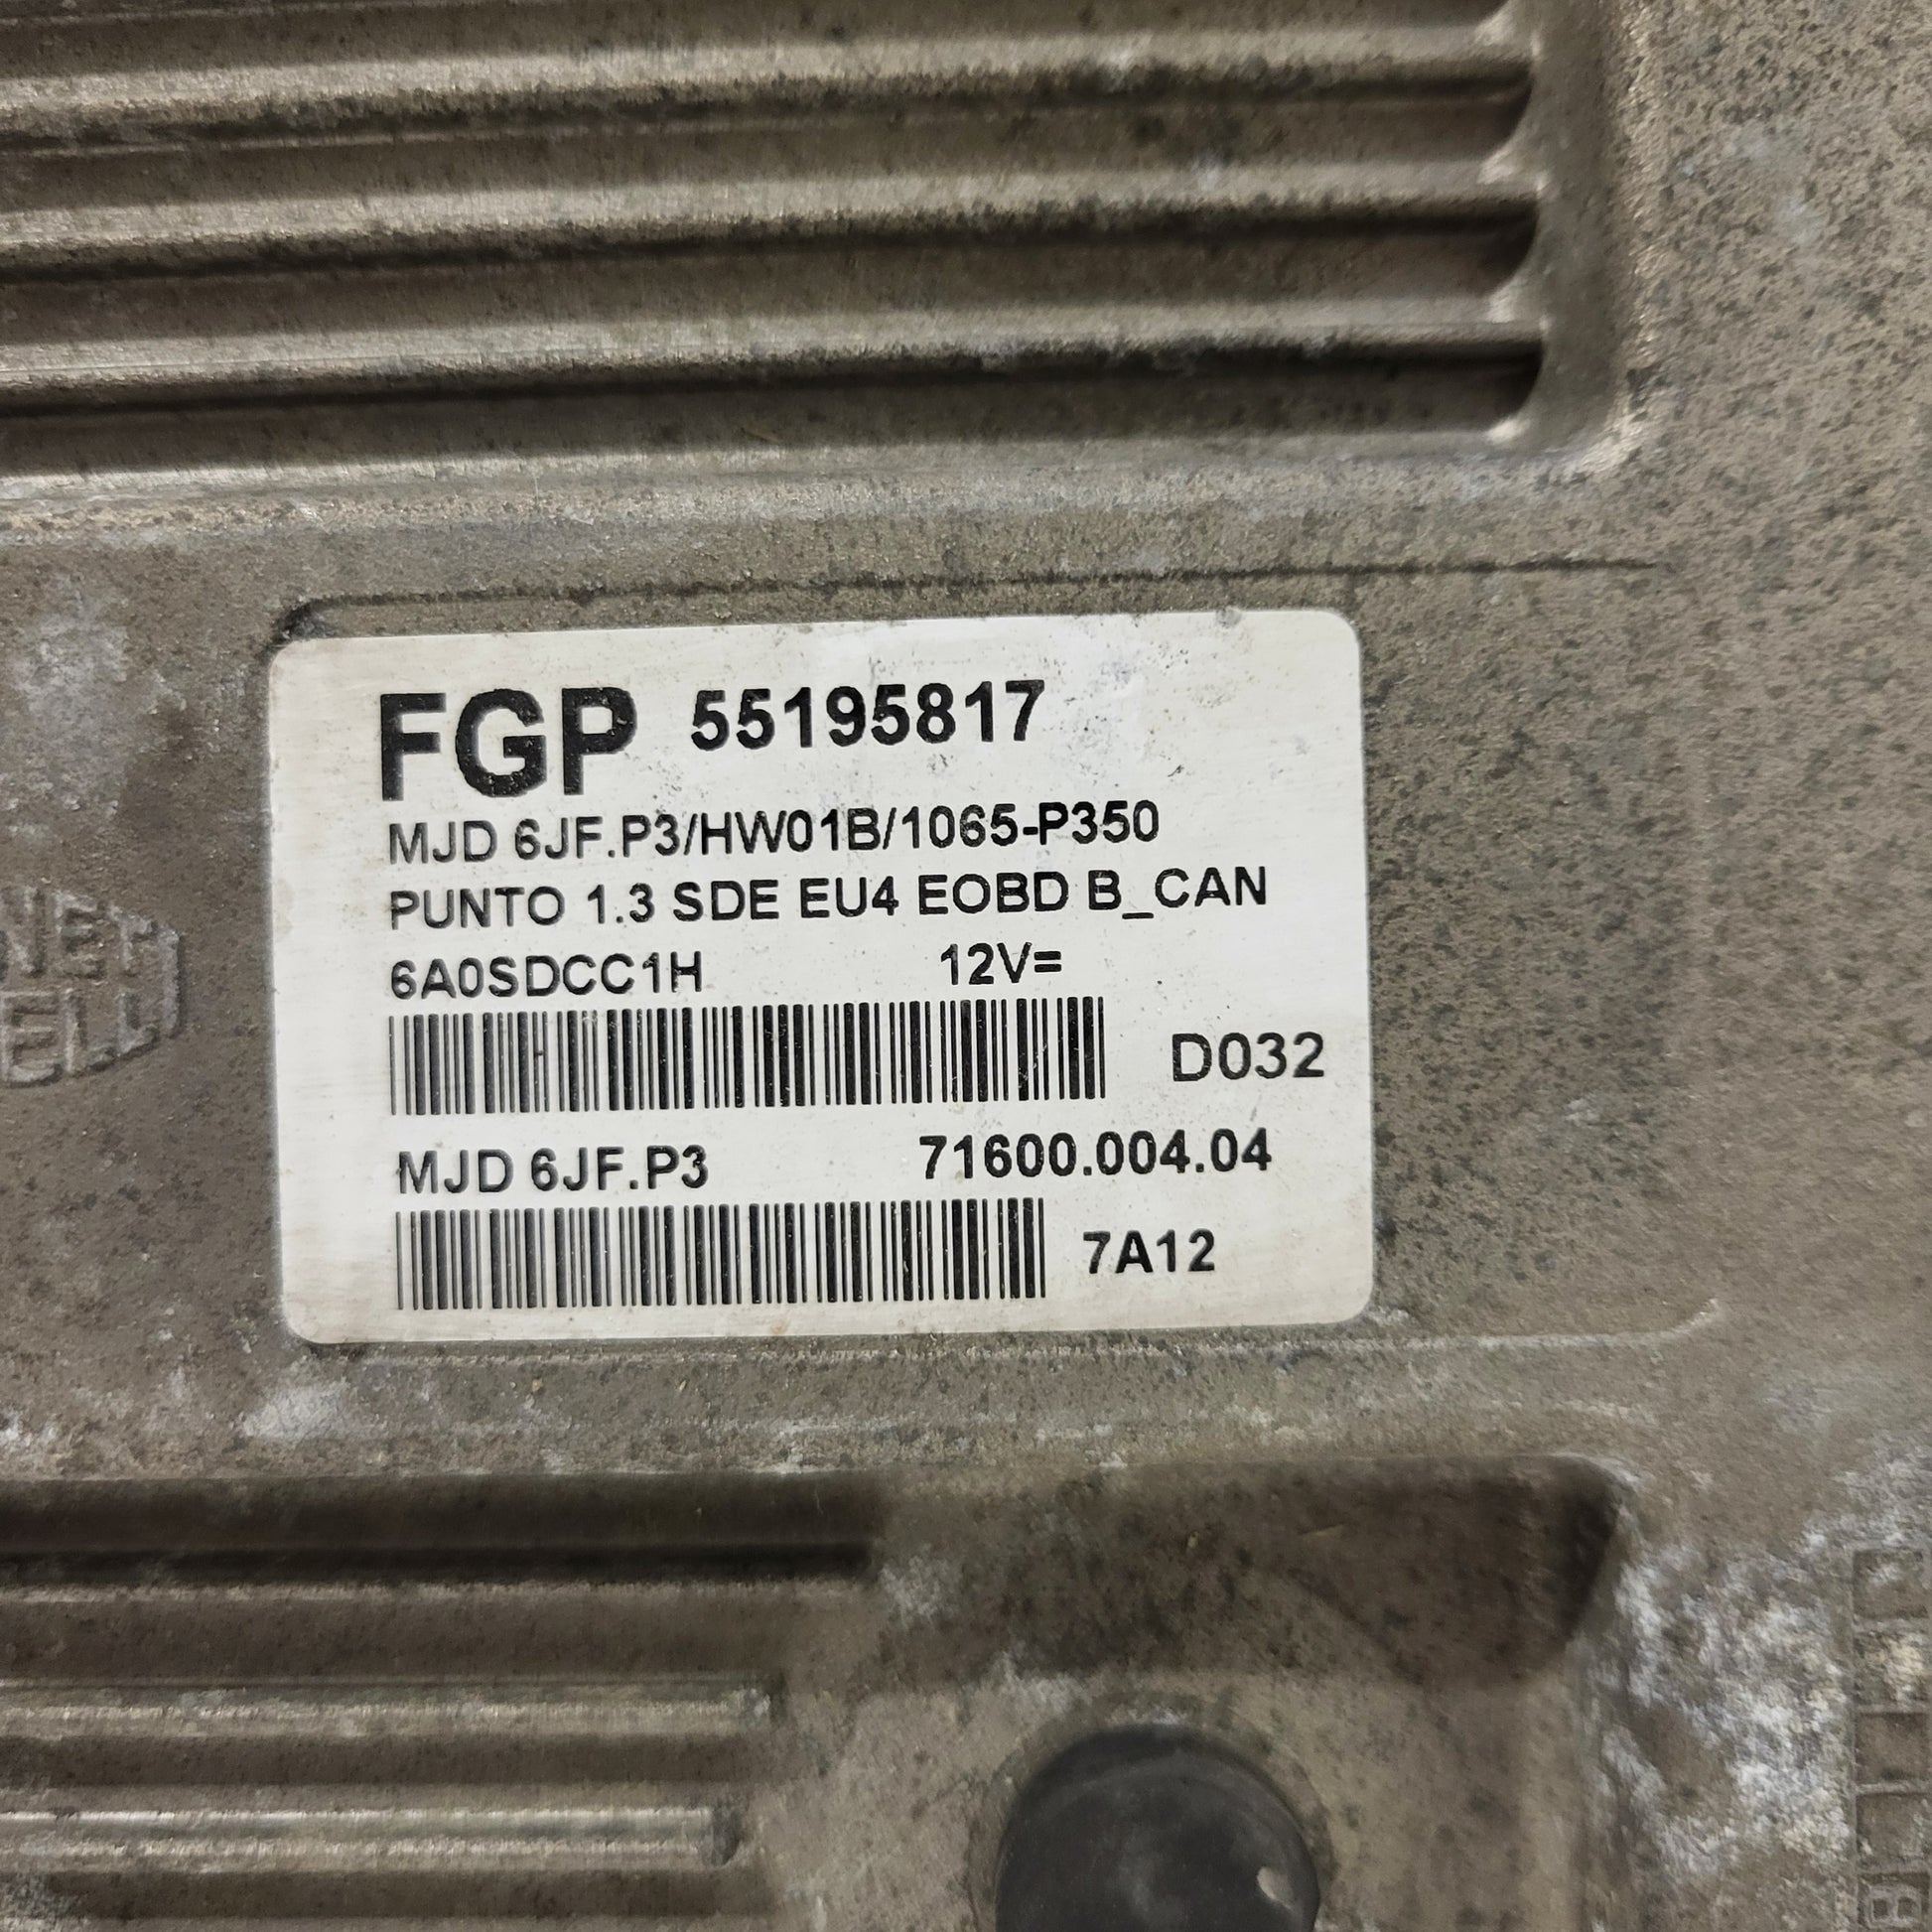 FGP 55195817
MJD 6JF.P3/HW01B/1065-P350
PUNTO 1.3 SDE EU4 EOBD B_CAN
6A0SDCC1H 12V=
D032
MJD 6JF.P3 71600.004.04
7A12